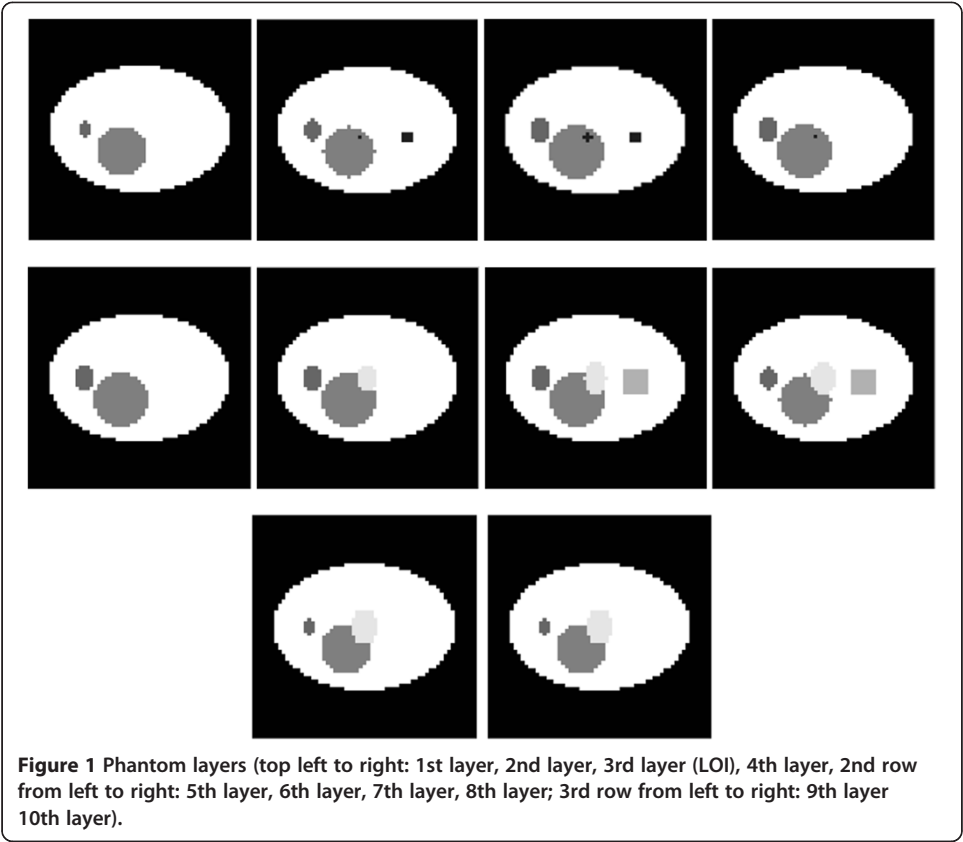 Figure 1 Phantom layers (top left to right: 1st layer, 2nd layer, 3rd layer (LOI), 4th layer, 2nd row
from left to right: 5th layer, 6th layer, 7th layer, 8th layer; 3rd row from left to right: 9th layer
10th layer).